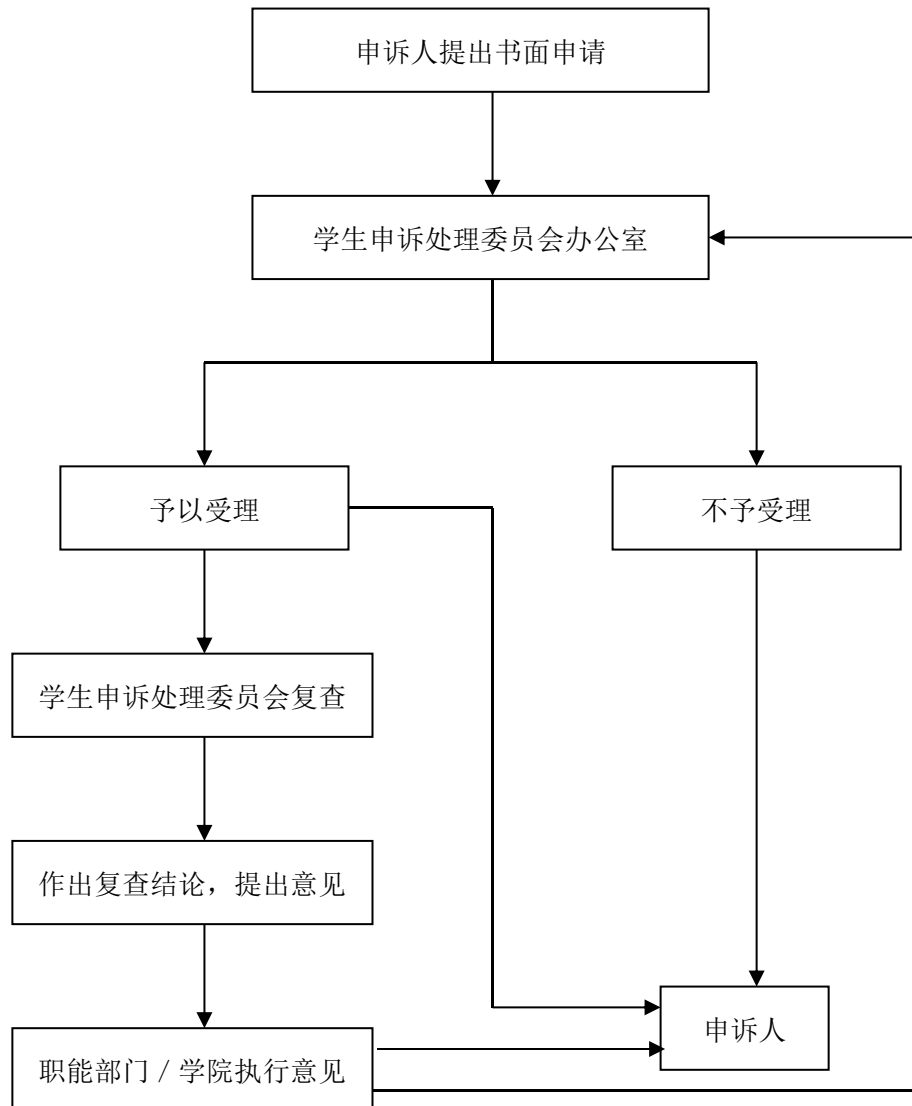 申诉人提出书面申请
学生申诉处理委员会办公室
予以受理
不予受理
学生申诉处理委员会复查
作出复查结论，提出意见
申诉人
职能部门／学院执行意见